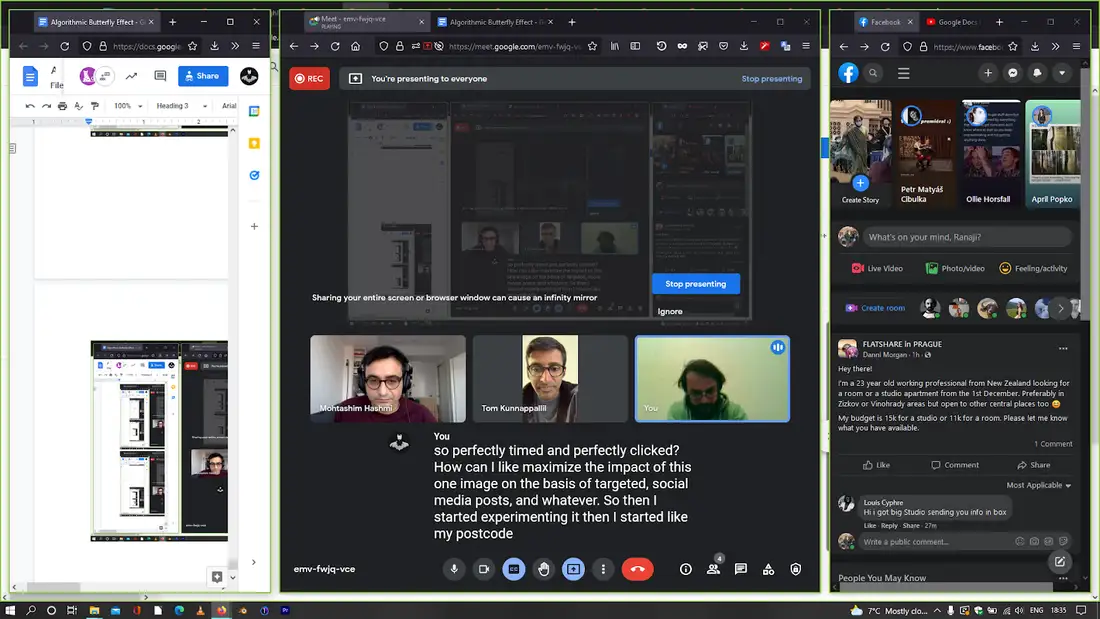 Algorithmic Butterfly Effect - G
https://docs.google.
File
Share
100%
Heading 3
Arial
1
1
2
Meet - emv-fwjq-vce
PLAYING
Algorithmic Butterfly Effect - D
https://meet.google.com/emv-fwjq-vc
REC
You're presenting to everyone
Stop presenting
Sharing your entire screen or browser window can cause an infinity mirror
Stop presenting
Ignore
Montashim Hashmi
Tom Kunnappallil
You
You
so perfectly timed and perfectly clicked?
How can I like maximize the impact of this
one image on the basis of targeted, social
media posts, and whatever. So then I
started experimenting it then I started like
my postcode
emv-fwjq-vce
4
Facebook
Google Docs
https://www.facebo
Create Story
Petr Matyáš
Cibulka
Ollie Horsfall
April Popko
What's on your mind, Ranaji?
Live Video
Photo/video
Feeling/activity
Create room
FLATSHARE in PRAGUE
Danni Morgan · 1h ·
Hey there!
I'm a 23 year old working professional from New Zealand looking for
a room or a studio apartment from the 1st December. Preferably in
Zizkov or Vinohrady areas but open to other central places too 😄
My budget is 15k for a studio or 11k for a room. Please let me know
what you have available.
1 Comment
Like
Comment
Share
Most Applicable
Louis Cyphre
Hi i got big Studio sending you info in box
Like · Reply · Share · 27m
Write a public comment...
People You May Know
7°C Mostly clo...
ENG
18:35